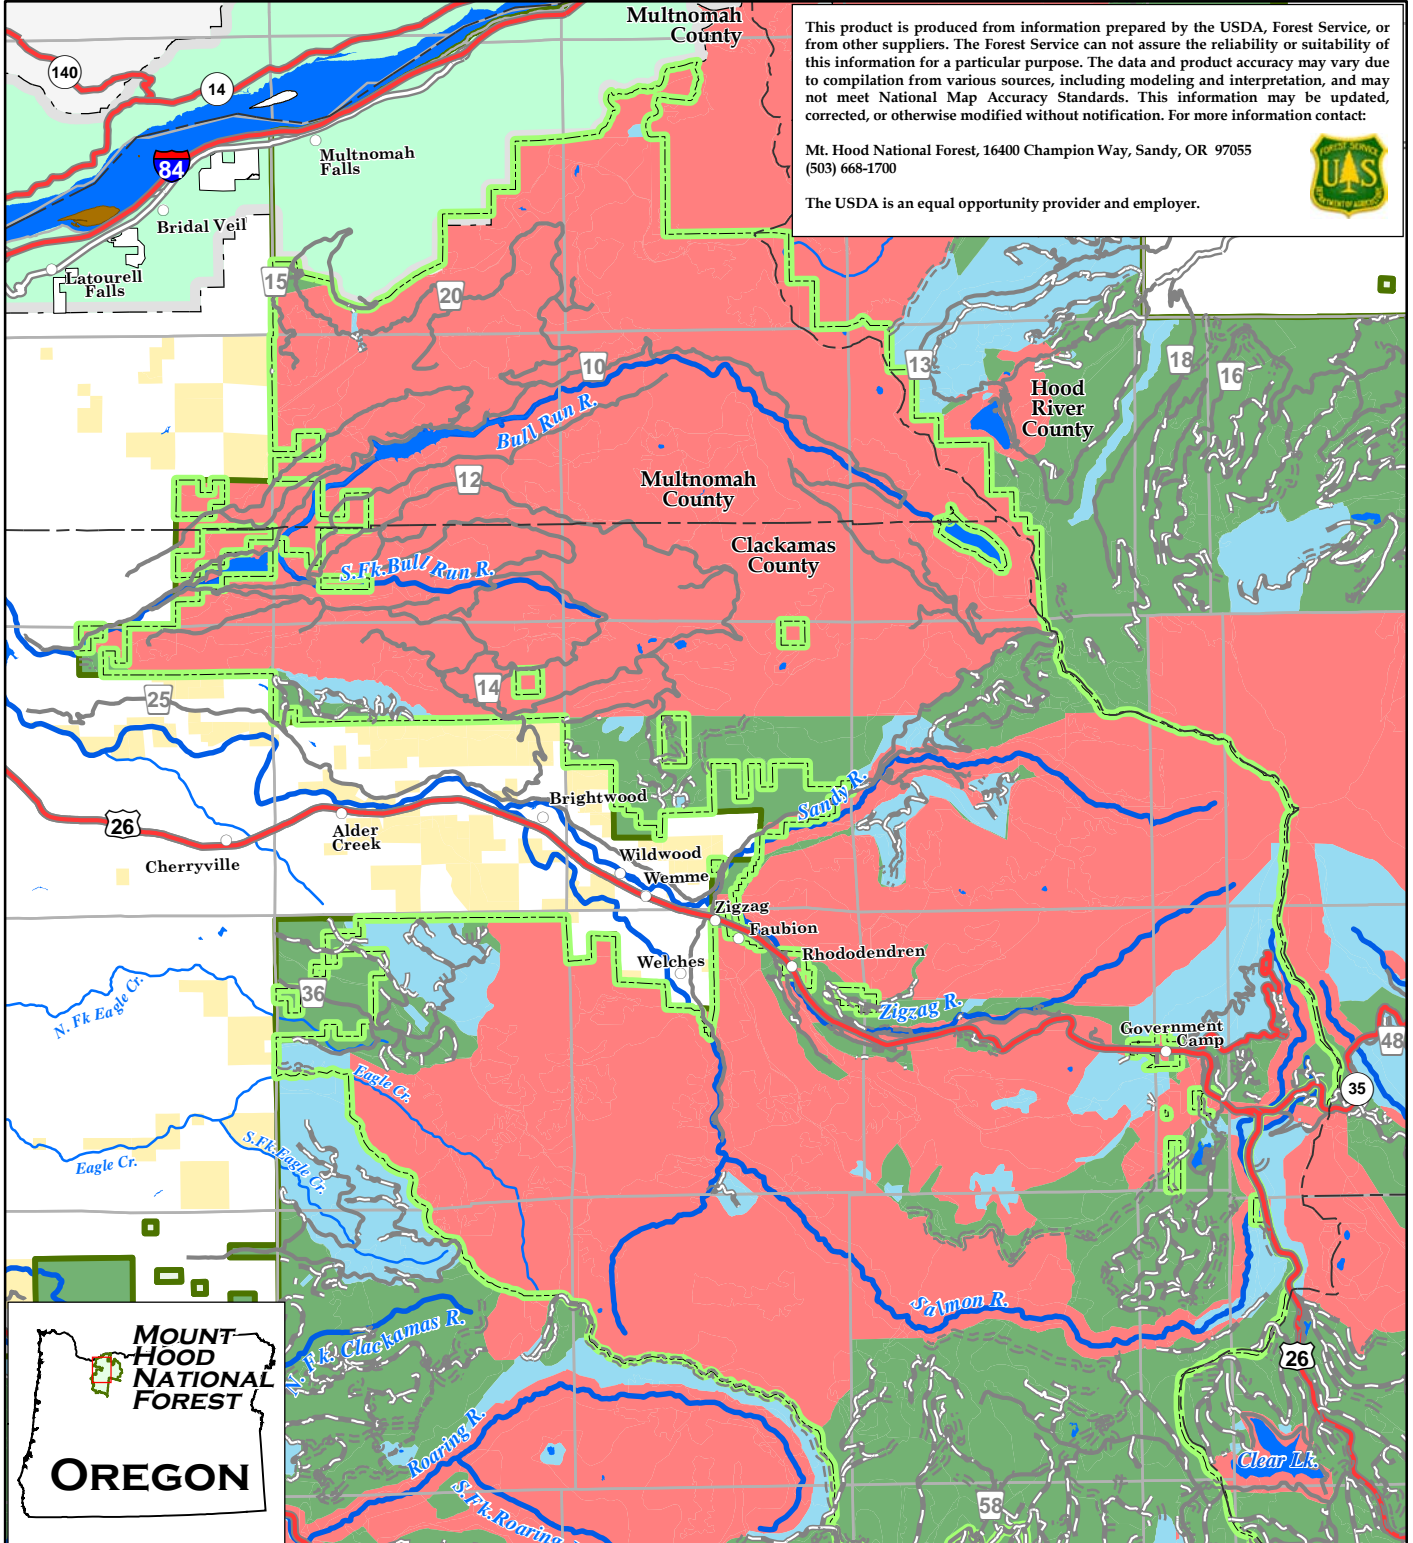 Multnomah
County
This product is produced from information prepared by the USDA, Forest Service, or
from other suppliers. The Forest Service can not assure the reliability or suitability of
this information for a particular purpose. The data and product accuracy may vary due
to compilation from various sources, including modeling and interpretation, and may
not meet National Map Accuracy Standards. This information may be updated,
corrected, or otherwise modified without notification. For more information contact:
Mt. Hood National Forest, 16400 Champion Way, Sandy, OR 97055
(503) 668-1700
The USDA is an equal opportunity provider and employer.
FOREST SERVICE
U S
DEPARTMENT OF AGRICULTURE
140
14
84
Multnomah
Falls
Bridal Veil
Latourell
Falls
15
20
10
13
18
16
Hood
River
County
Bull Run R.
12
Multnomah
County
Clackamas
County
S.Fk.Bull Run R.
14
25
26
Cherryville
Alder
Creek
Brightwood
Sandy R.
Wildwood
Wemme
Zigzag
Faubion
Rhododendren
Welches
36
N. Fk Eagle Cr.
Zigzag R.
Government
Camp
48
35
Eagle Cr.
Eagle Cr.
S.Fk.Eagle Cr.
Salmon R.
N. Fk. Clackamas R.
26
Roaring R.
S.Fk.Roaring
Clear Lk.
58
MOUNT
HOOD
NATIONAL
FOREST
OREGON